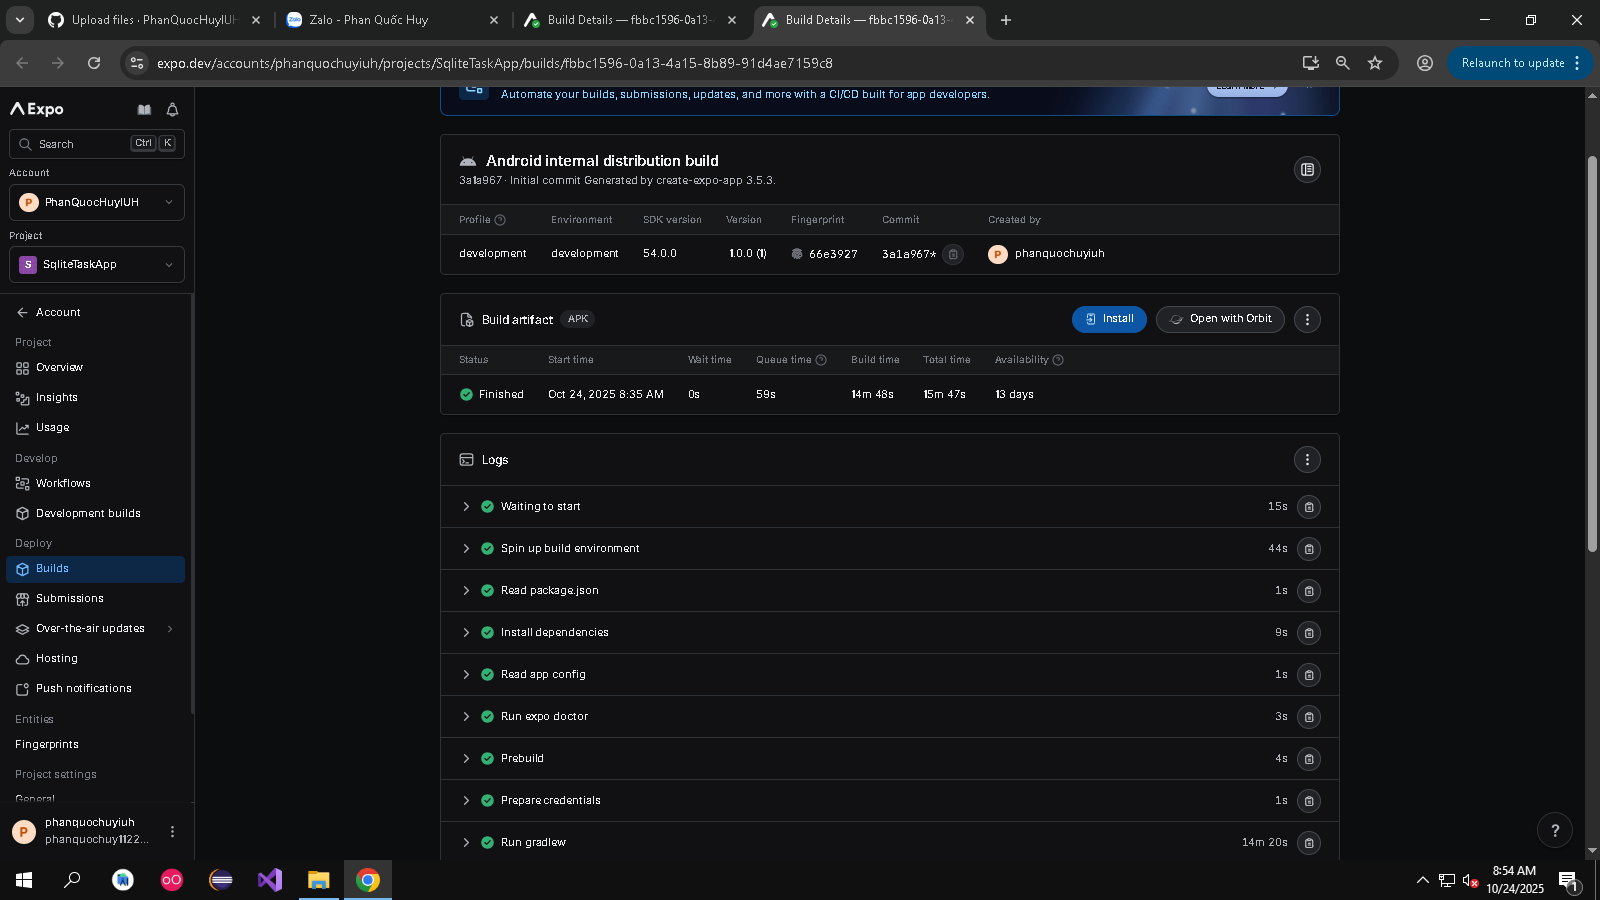 Upload files · PhanQuocHuyIUH
Zalo - Phan Quốc Huy
Build Details — fbbc1596-0a13-
Build Details — fbbc1596-0a13-
expo.dev/accounts/phanquochuyiuh/projects/SqliteTaskApp/builds/fbbc1596-0a13-4a15-8b89-91d4ae7159c8
Relaunch to update
Expo
Search
Ctrl K
Account
P PhanQuocHuyIUH
Project
S SqliteTaskApp
Account
Project
Overview
Insights
Usage
Develop
Workflows
Development builds
Deploy
Builds
Submissions
Over-the-air updates
Hosting
Push notifications
Entities
Fingerprints
Project settings
General
P phanquochuyiuh
phanquochuy1122...
Automate your builds, submissions, updates, and more with a CI/CD built for app developers.
Learn More
Android internal distribution build
3a1a967 · Initial commit Generated by create-expo-app 3.5.3.
Profile Environment SDK version Version Fingerprint Commit Created by
development development 54.0.0 1.0.0 (1) 66e3927 3a1a967* P phanquochuyiuh
Build artifact APK Install Open with Orbit
Status Start time Wait time Queue time Build time Total time Availability
Finished Oct 24, 2025 8:35 AM 0s 59s 14m 48s 15m 47s 13 days
Logs
Waiting to start 15s
Spin up build environment 44s
Read package.json 1s
Install dependencies 9s
Read app config 1s
Run expo doctor 3s
Prebuild 4s
Prepare credentials 1s
Run gradlew 14m 20s
?
8:54 AM
10/24/2025
1